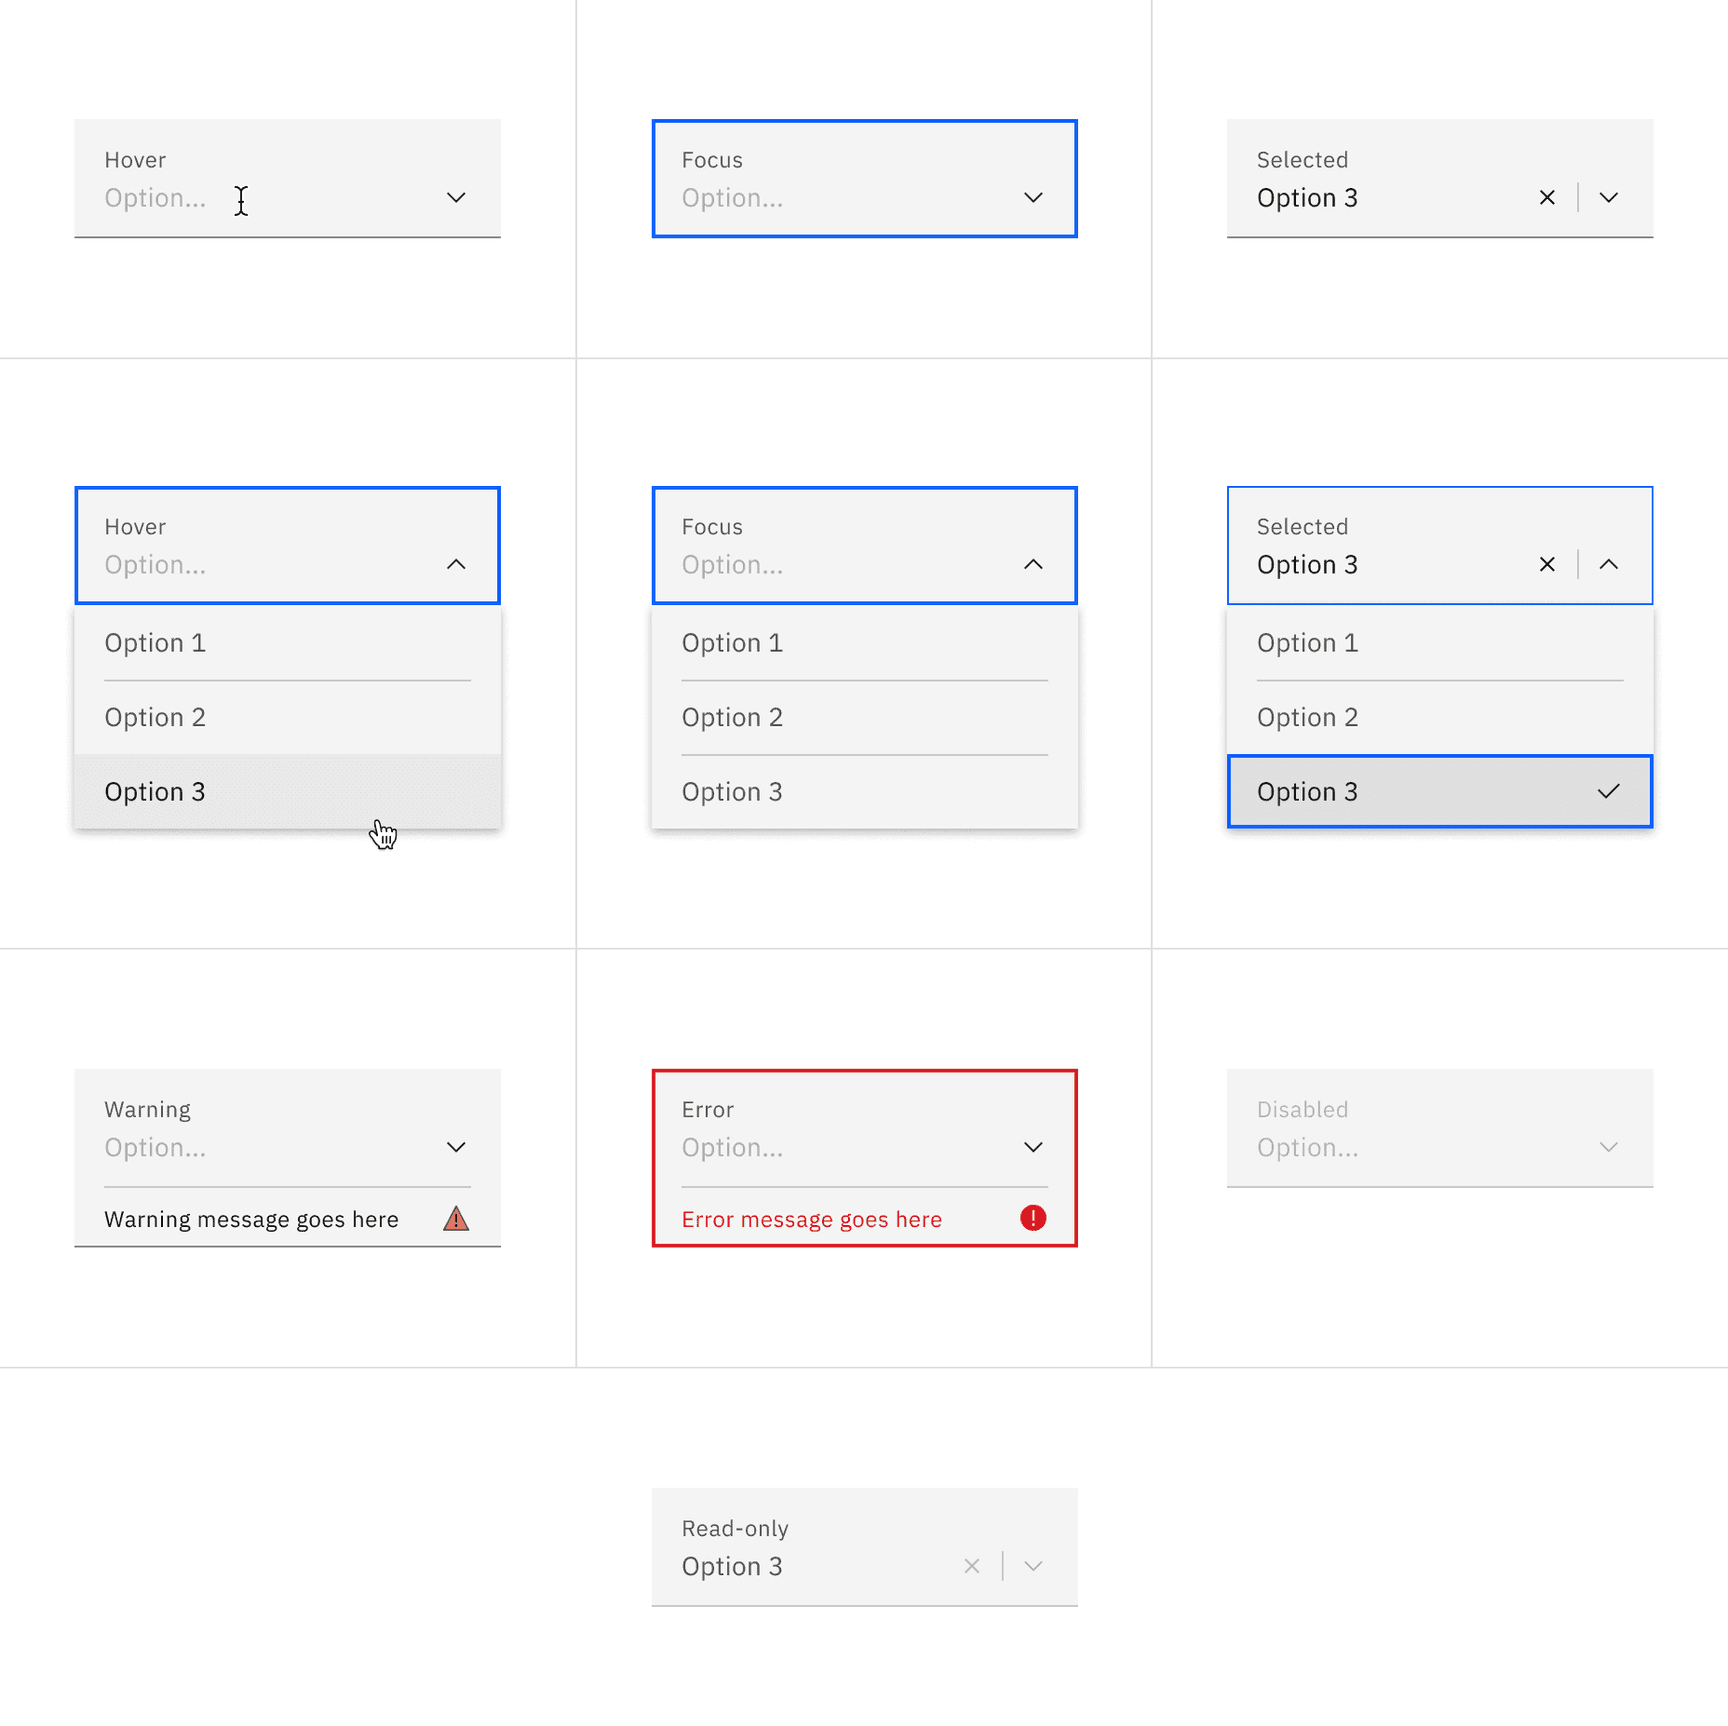 Hover
Option...
Focus
Option...
Selected
Option 3
Hover
Option...
Option 1
Option 2
Option 3
Focus
Option...
Option 1
Option 2
Option 3
Selected
Option 3
Option 1
Option 2
Option 3
Warning
Option...
Warning message goes here
Error
Option...
Error message goes here
Disabled
Option...
Read-only
Option 3